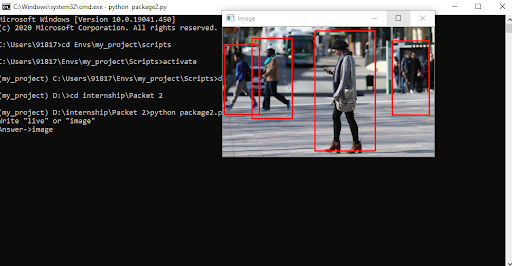 C:\Windows\system32\cmd.exe - python package2.py
Microsoft Windows [Version 10.0.19041.450]
(c) 2020 Microsoft Corporation. All rights reserved.
C:\Users\91817>cd Envs\my_project\scripts
C:\Users\91817\Envs\my_project\Scripts>activate
(my_project) C:\Users\91817\Envs\my_project\Scripts>d
(my_project) D:\>cd internship\Packet 2
(my_project) D:\internship\Packet 2>python package2.p
Write "live" or "image"
Answer->image
Image